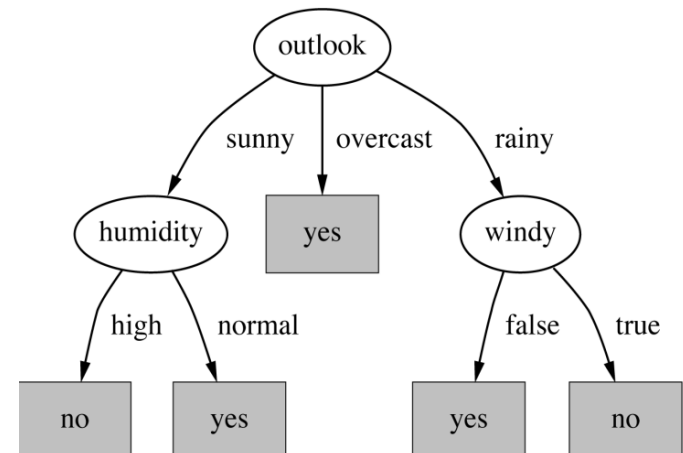 outlook
sunny overcast rainy
humidity yes windy
high normal false true
no yes yes no